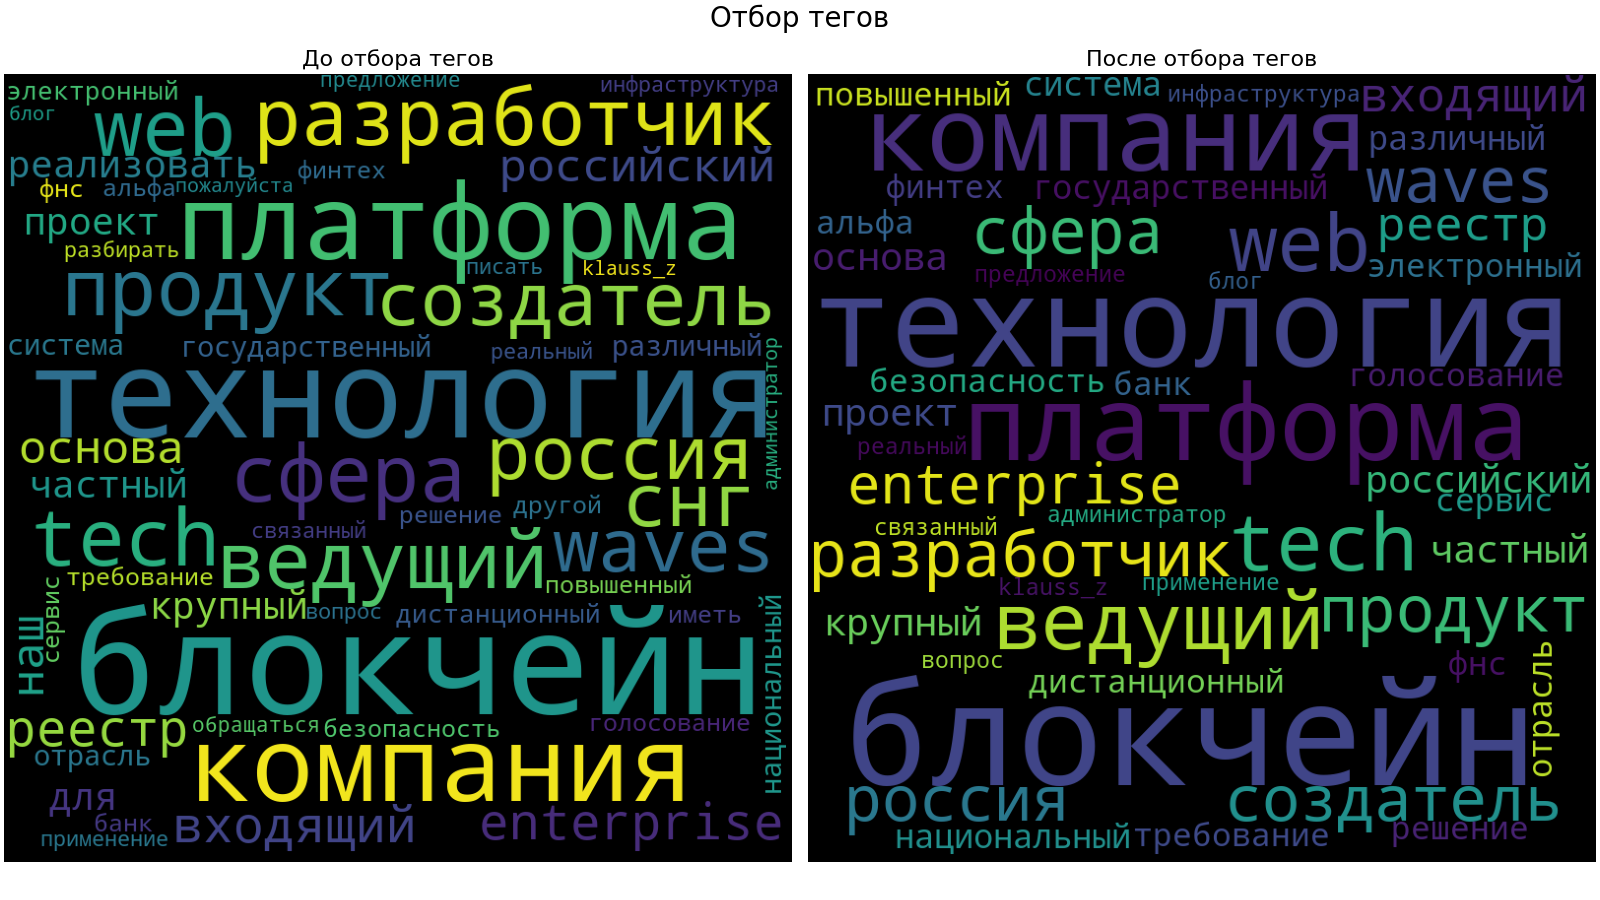 Отбор тегов
До отбора тегов
электронный
предложение
инфраструктура
блог
web
разработчик
реализовать
финтех
российский
фнс
альфа
пожалуйста
проект
платформа
разбирать
писать
klauss_z
продукт
создатель
система
государственный
реальный
различный
администратор
технология
основа
сфера
россия
частный
другой
снг
tech
связанный
решение
ведущий
waves
требование
повышенный
сервис
крупный
вопрос
дистанционный
иметь
национальный
наш
блокчейн
реестр
обращаться
безопасность
голосование
отрасль
компания
для
банк
входящий
enterprise
применение
После отбора тегов
повышенный
система
инфраструктура
входящий
компания
различный
финтех
государственный
waves
альфа
сфера
web
реестр
основа
предложение
блог
электронный
технология
безопасность
банк
голосование
проект
платформа
реальный
enterprise
российский
сервис
связанный
администратор
разработчик
tech
частный
klauss_z
применение
крупный
ведущий
продукт
вопрос
фнс
отрасль
дистанционный
блокчейн
россия
создатель
национальный
требование
решение